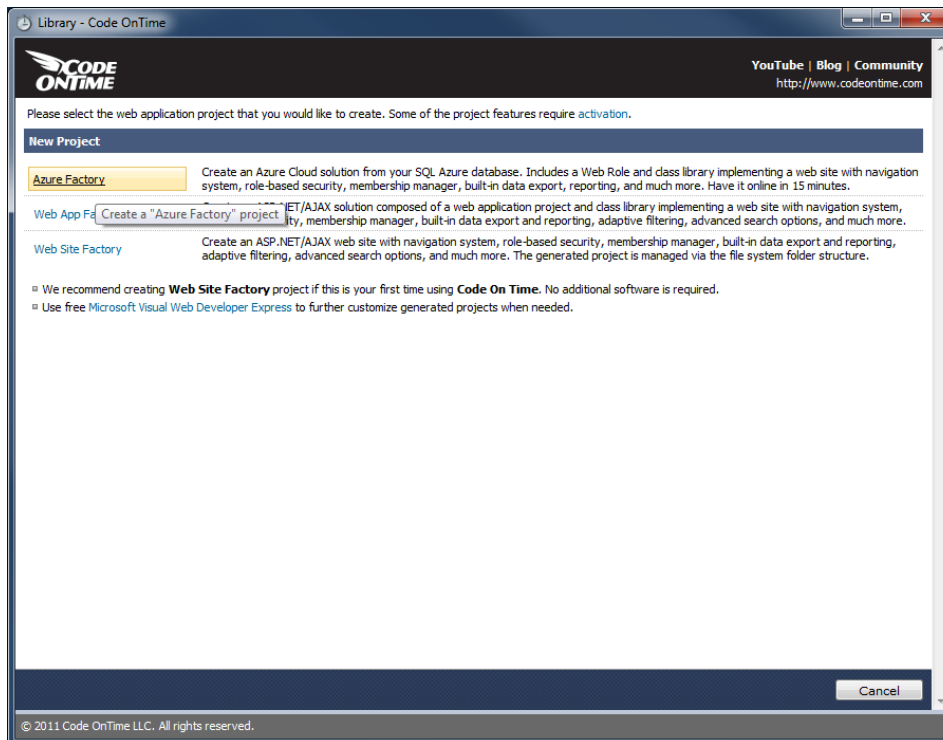 Library - Code OnTime
CODE
ONTIME
YouTube | Blog | Community
http://www.codeontime.com
Please select the web application project that you would like to create. Some of the project features require activation.
New Project
Azure Factory
Create an Azure Cloud solution from your SQL Azure database. Includes a Web Role and class library implementing a web site with navigation
system, role-based security, membership manager, built-in data export, reporting, and much more. Have it online in 15 minutes.
Web App Fa
Create a "Azure Factory" project
ET/AJAX solution composed of a web application project and class library implementing a web site with navigation system,
ity, membership manager, built-in data export and reporting, adaptive filtering, advanced search options, and much more.
Web Site Factory
Create an ASP.NET/AJAX web site with navigation system, role-based security, membership manager, built-in data export and reporting,
adaptive filtering, advanced search options, and much more. The generated project is managed via the file system folder structure.
We recommend creating Web Site Factory project if this is your first time using Code On Time. No additional software is required.
Use free Microsoft Visual Web Developer Express to further customize generated projects when needed.
Cancel
© 2011 Code OnTime LLC. All rights reserved.